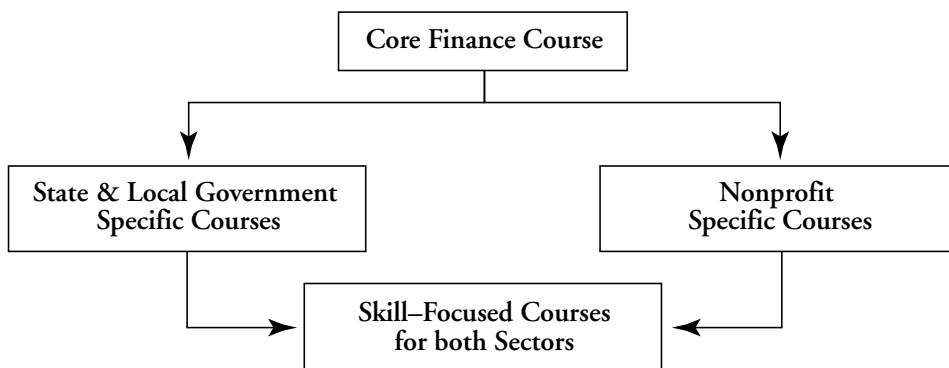 Core Finance Course
State & Local Government
Specific Courses
Nonprofit
Specific Courses
Skill–Focused Courses
for both Sectors